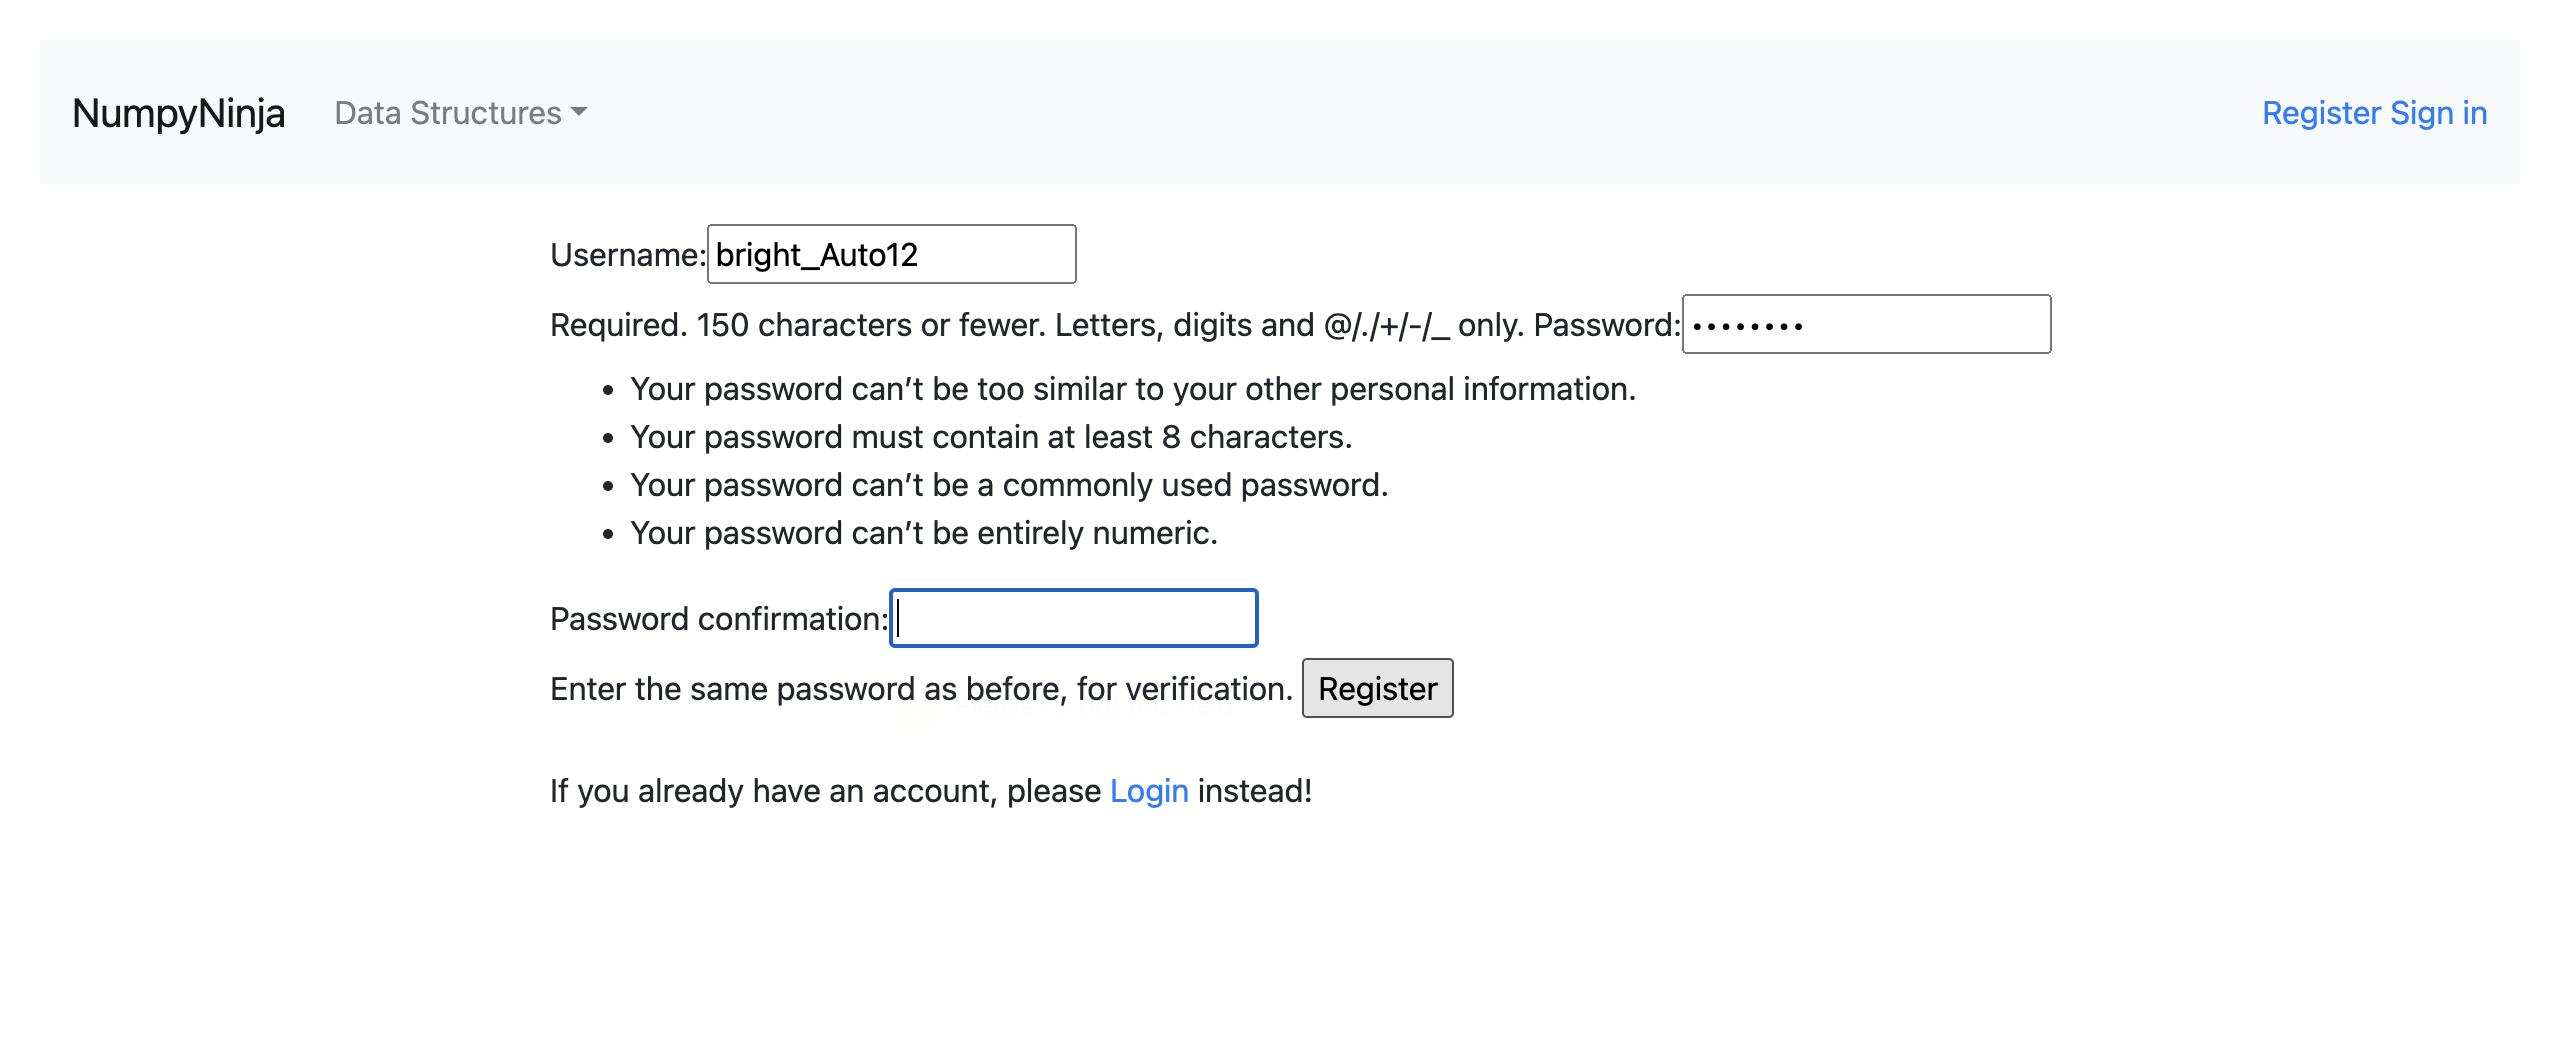 NumpyNinja Data Structures Register Sign in
Username: bright_Auto12
Required. 150 characters or fewer. Letters, digits and @/./+/-/_ only. Password: ••••••••
• Your password can’t be too similar to your other personal information.
• Your password must contain at least 8 characters.
• Your password can’t be a commonly used password.
• Your password can’t be entirely numeric.
Password confirmation:
Enter the same password as before, for verification. Register
If you already have an account, please Login instead!